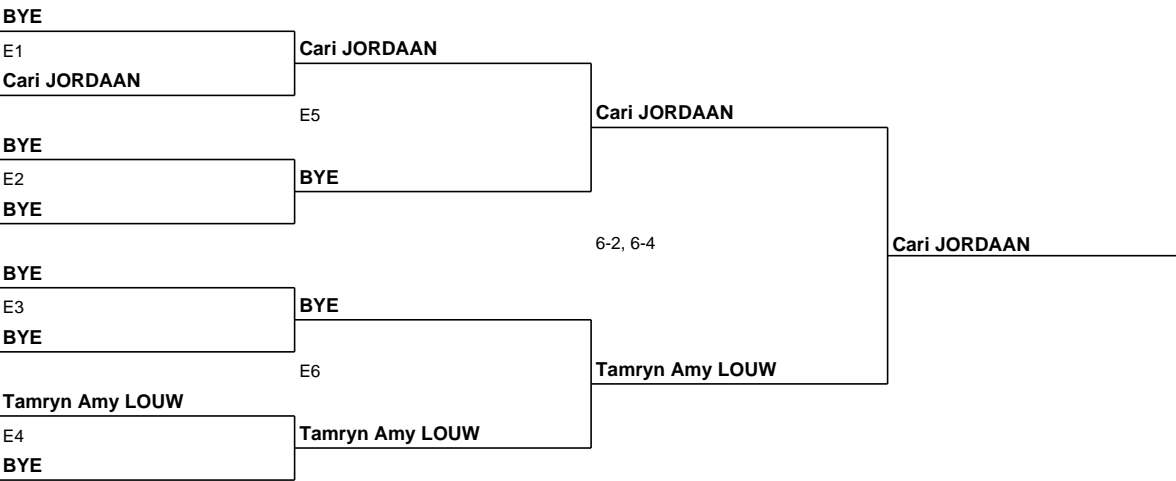 BYE
E1
Cari JORDAAN
Cari JORDAAN
E5
Cari JORDAAN
BYE
E2
BYE
BYE
6-2, 6-4
Cari JORDAAN
BYE
E3
BYE
BYE
E6
Tamryn Amy LOUW
Tamryn Amy LOUW
E4
Tamryn Amy LOUW
BYE